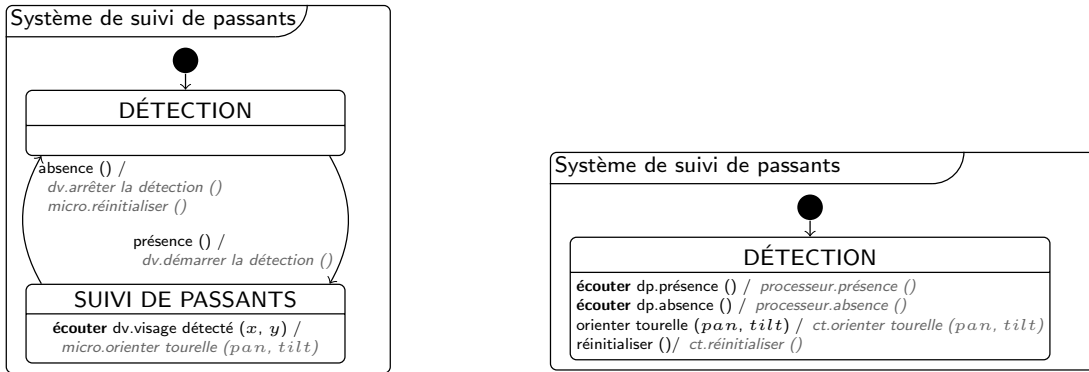 Système de suivi de passants
DÉTECTION
absence () /
dv.arrêter la détection ()
micro.réinitialiser ()
présence () /
dv.démarrer la détection ()
SUIVI DE PASSANTS
écouter dv.visage détecté (x, y) /
micro.orienter tourelle (pan, tilt)
Système de suivi de passants
DÉTECTION
écouter dp.présence () / processeur.présence ()
écouter dp.absence () / processeur.absence ()
orienter tourelle (pan, tilt) / ct.orienter tourelle (pan, tilt)
réinitialiser ()/ ct.réinitialiser ()